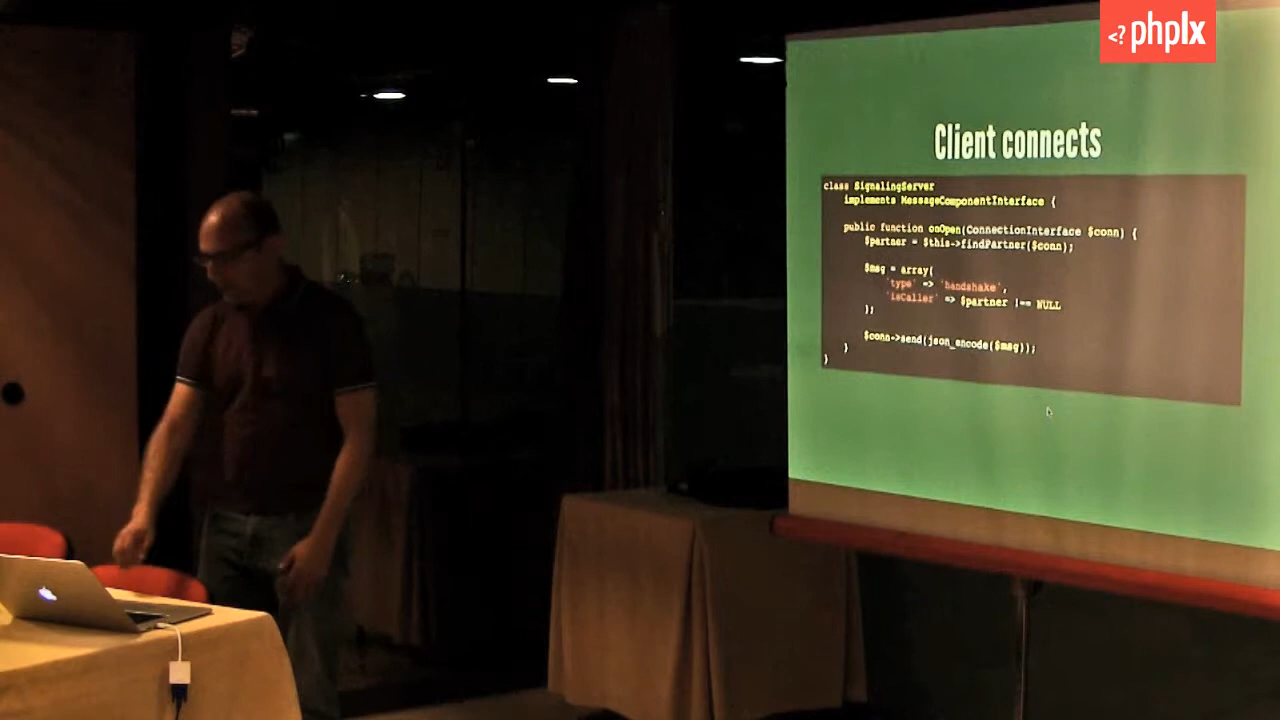 <? phplx
Client connects
class SignalingServer
implements MessageComponentInterface {
public function onOpen(ConnectionInterface $conn) {
$partner = $this->findPartner($conn);
$msg = array(
'type' => 'handshake',
'isCaller' => $partner !== NULL
);
$conn->send(json_encode($msg));
}
}